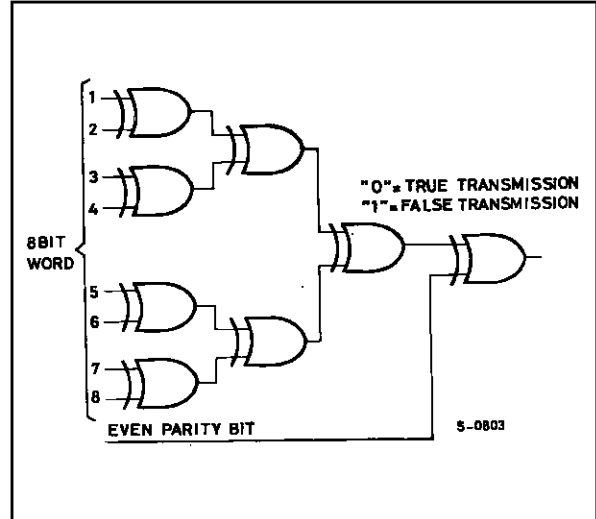 1
2
3
4
"0"= TRUE TRANSMISSION
"1"= FALSE TRANSMISSION
8BIT
WORD
5
6
7
8
EVEN PARITY BIT
S-0803